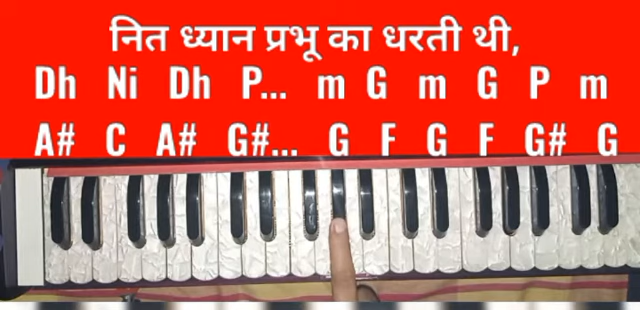 नित ध्यान प्रभू का धरती थी,
Dh Ni Dh P... m G m G P m
A# C A# G#... G F G F G# G